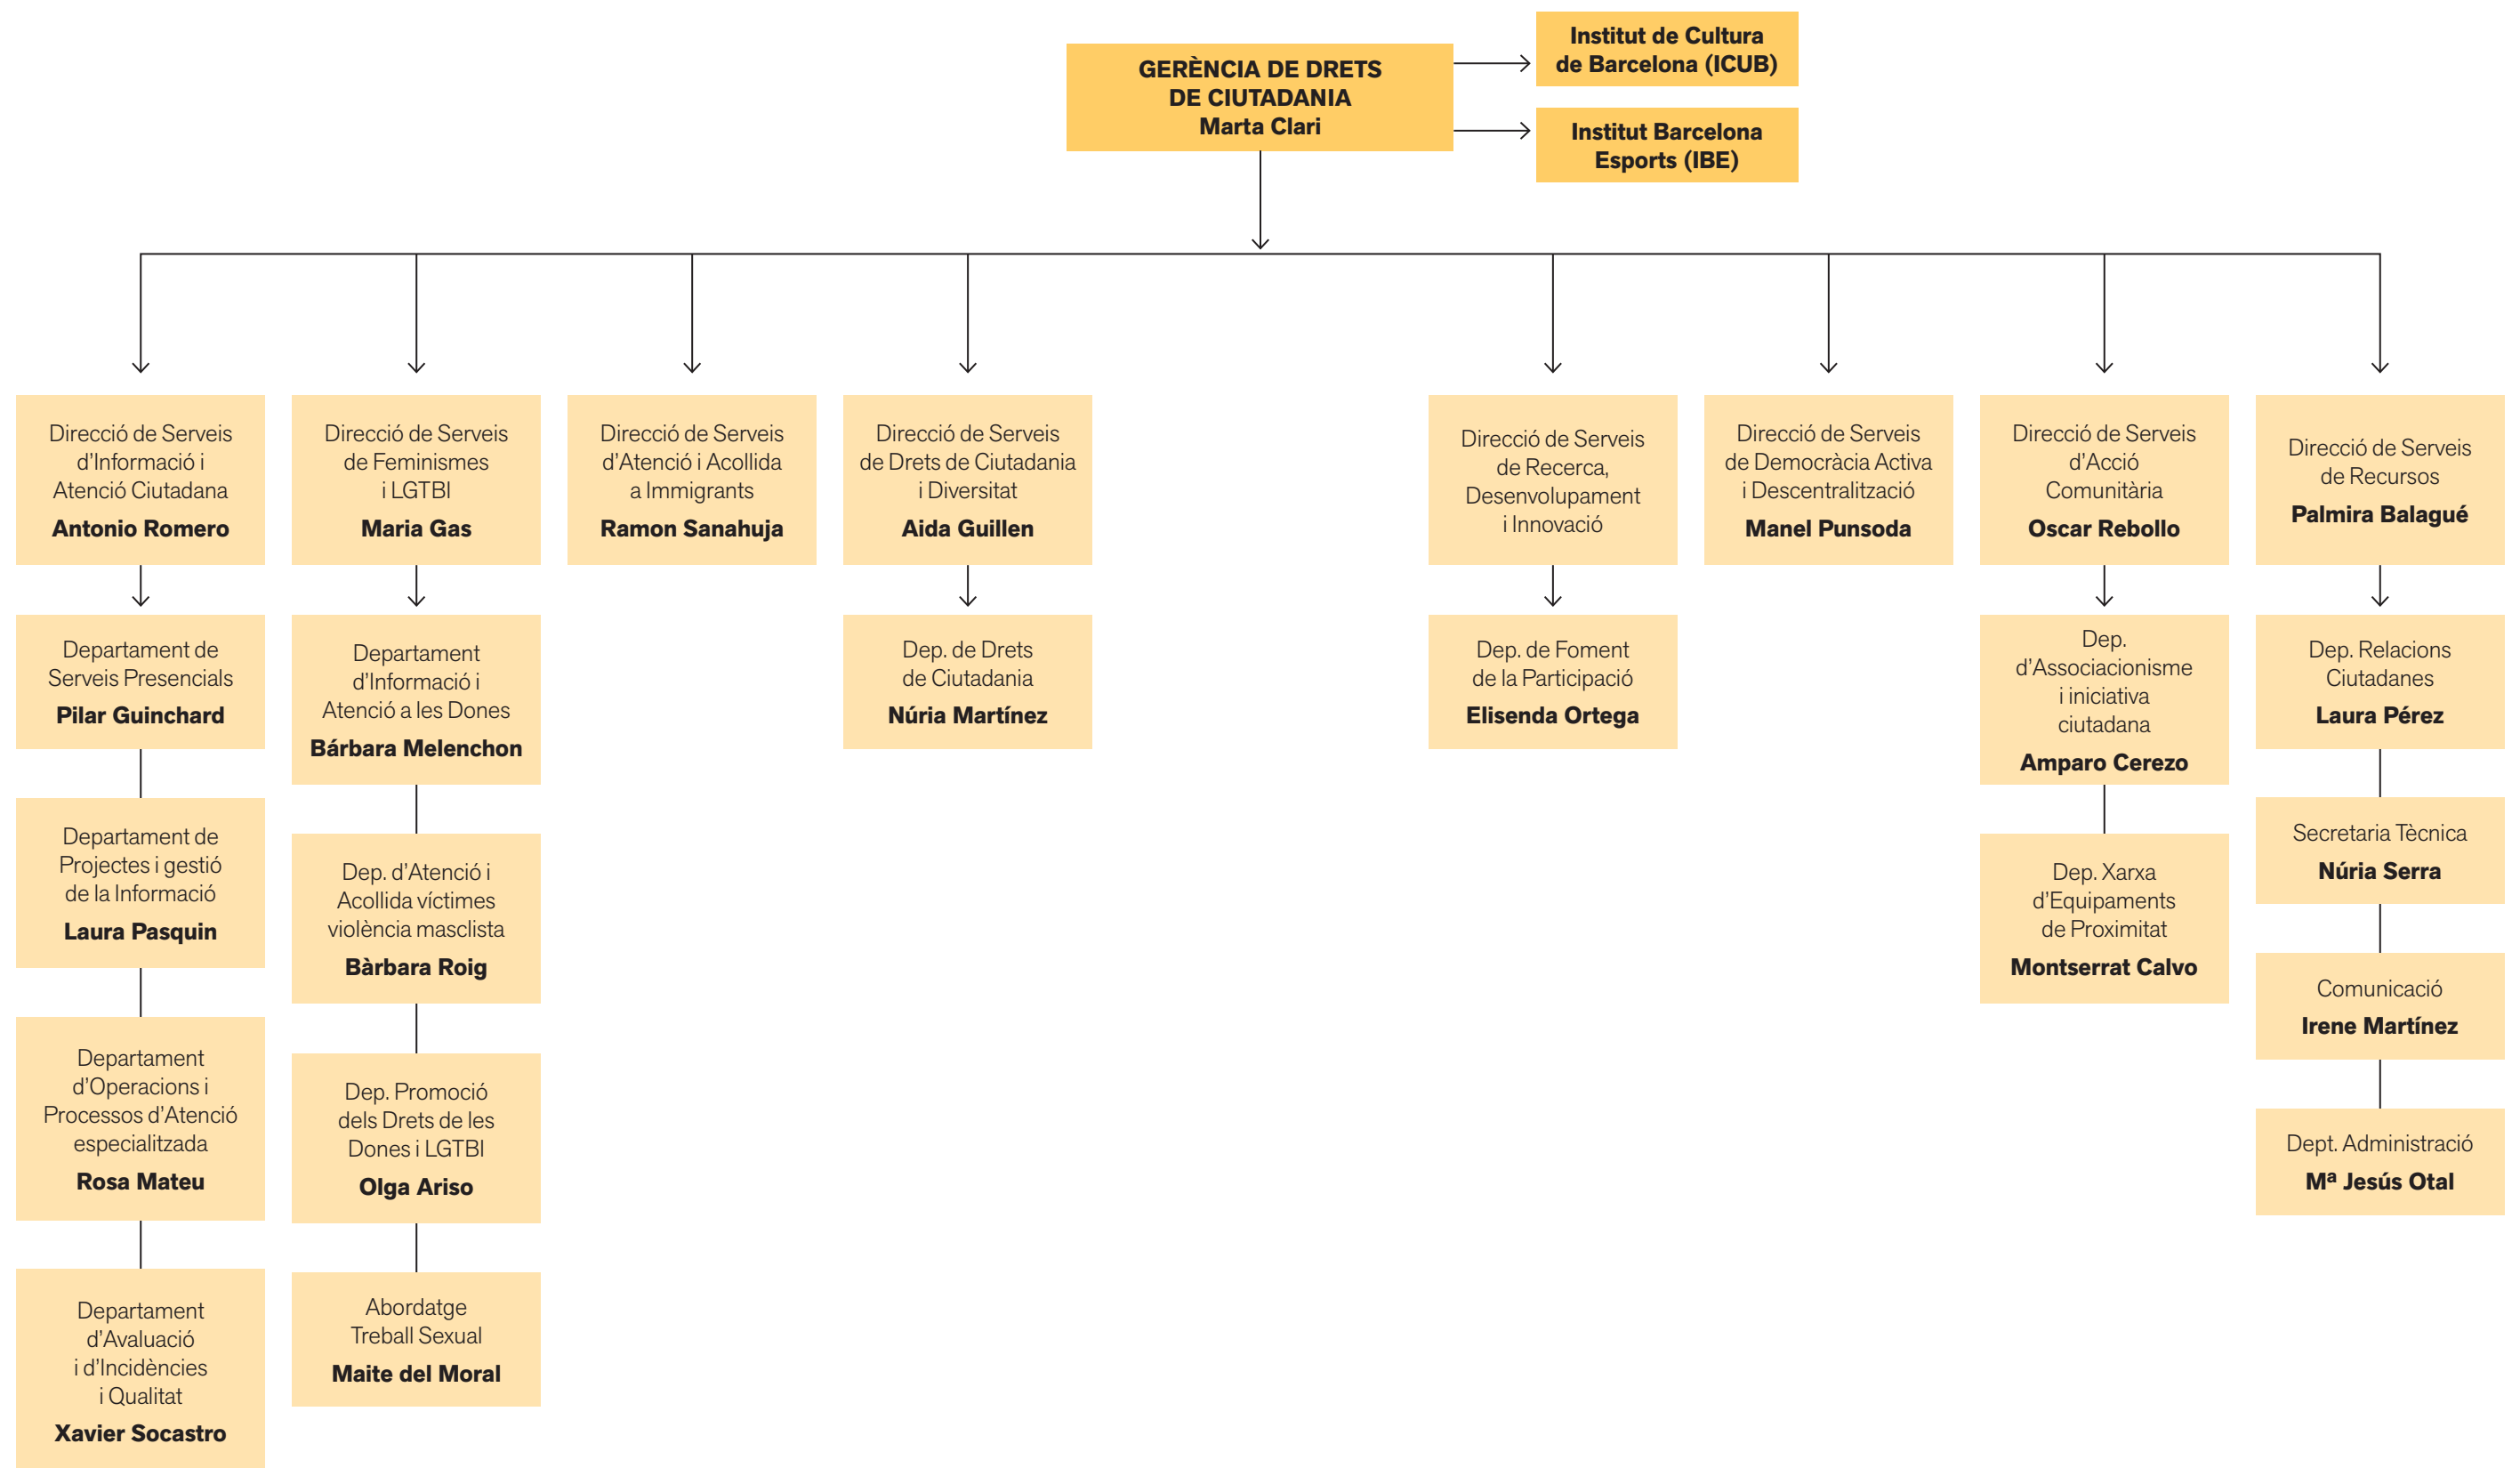 GERÈNCIA DE DRETS
DE CIUTADANIA
Marta Clari
Institut de Cultura
de Barcelona (ICUB)
Institut Barcelona
Esports (IBE)
Direcció de Serveis
d'Informació i
Atenció Ciutadana
Antonio Romero
Departament de
Serveis Presencials
Pilar Guinchard
Departament de
Projectes i gestió
de la Informació
Laura Pasquin
Departament
d'Operacions i
Processos d'Atenció
especialitzada
Rosa Mateu
Departament
d'Avaluació
i d'Incidències
i Qualitat
Xavier Socastro
Direcció de Serveis
de Feminismes
i LGTBI
Maria Gas
Departament
d'Informació i
Atenció a les Dones
Bárbara Melenchon
Dep. d'Atenció i
Acollida víctimes
violència masclista
Bàrbara Roig
Dep. Promoció
dels Drets de les
Dones i LGTBI
Olga Ariso
Abordatge
Treball Sexual
Maite del Moral
Direcció de Serveis
d'Atenció i Acollida
a Immigrants
Ramon Sanahuja
Direcció de Serveis
de Drets de Ciutadania
i Diversitat
Aida Guillen
Dep. de Drets
de Ciutadania
Núria Martínez
Direcció de Serveis
de Recerca,
Desenvolupament
i Innovació
Dep. de Foment
de la Participació
Elisenda Ortega
Direcció de Serveis
de Democràcia Activa
i Descentralització
Manel Punsoda
Direcció de Serveis
d'Acció
Comunitària
Oscar Rebollo
Dep.
d'Associacionisme
i iniciativa
ciutadana
Amparo Cerezo
Dep. Xarxa
d'Equipaments
de Proximitat
Montserrat Calvo
Direcció de Serveis
de Recursos
Palmira Balagué
Dep. Relacions
Ciutadanes
Laura Pérez
Secretaria Tècnica
Núria Serra
Comunicació
Irene Martínez
Dept. Administració
Mª Jesús Otal